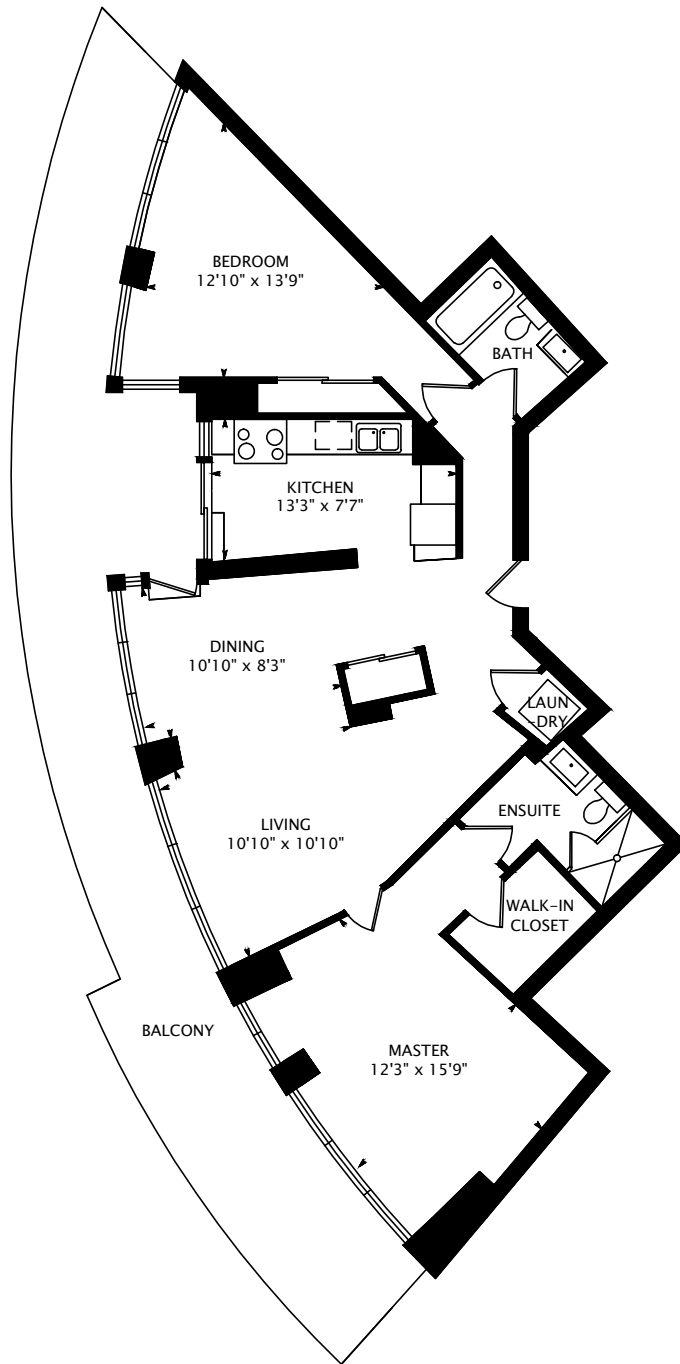 BEDROOM
12'10" x 13'9"
BATH
KITCHEN
13'3" x 7'7"
DINING
10'10" x 8'3"
LAUN
-DRY
ENSUITE
LIVING
10'10" x 10'10"
WALK-IN
CLOSET
BALCONY
MASTER
12'3" x 15'9"